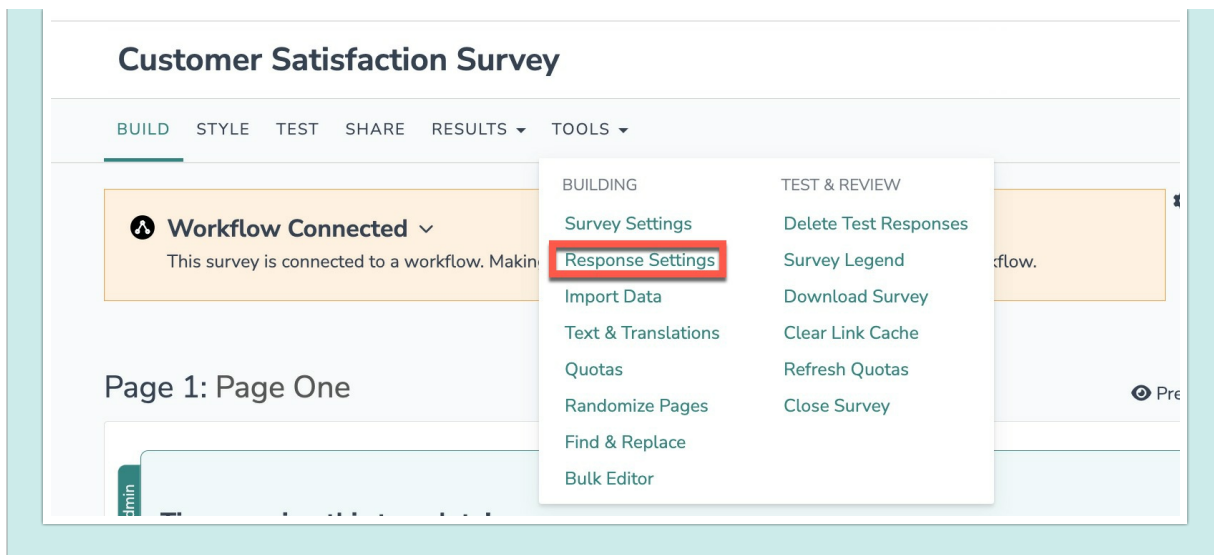 Customer Satisfaction Survey
BUILD STYLE TEST SHARE RESULTS TOOLS
Workflow Connected
This survey is connected to a workflow. Makin
flow.
Page 1: Page One
Pre
BUILDING
Survey Settings
Response Settings
Import Data
Text & Translations
Quotas
Randomize Pages
Find & Replace
Bulk Editor
TEST & REVIEW
Delete Test Responses
Survey Legend
Download Survey
Clear Link Cache
Refresh Quotas
Close Survey
dmin